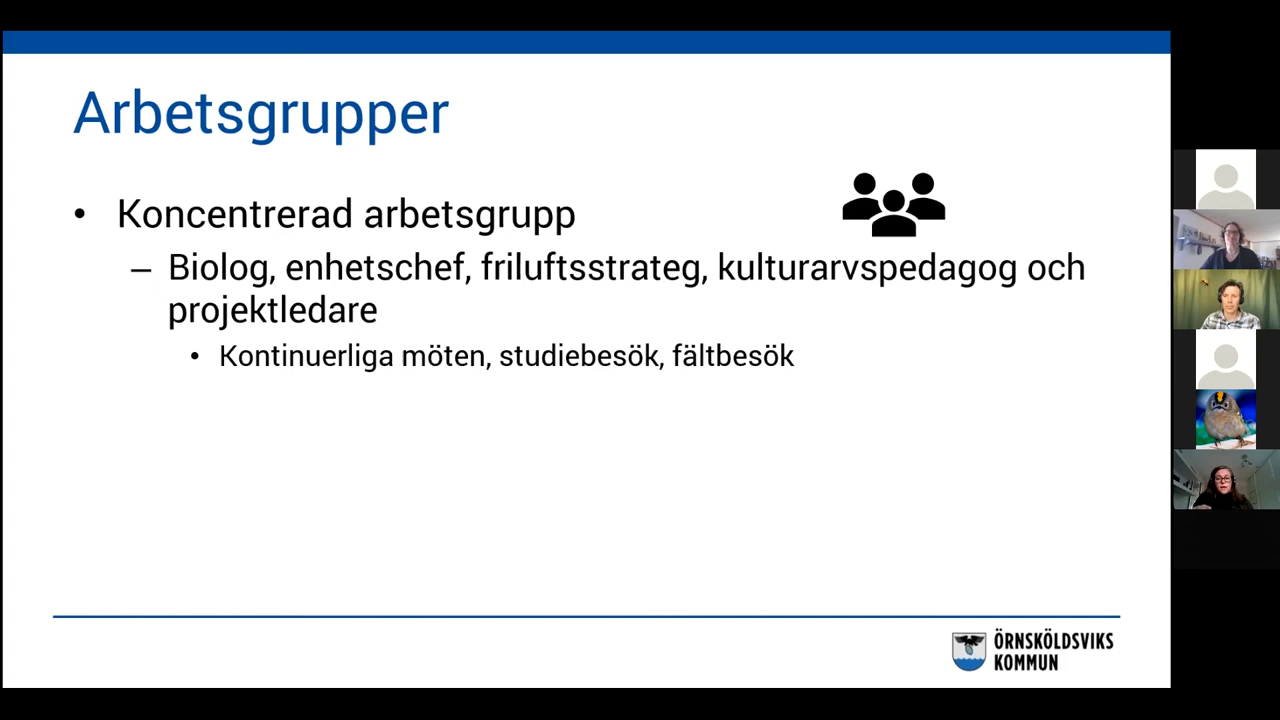 Arbetsgrupper
• Koncentrerad arbetsgrupp
– Biolog, enhetschef, friluftsstrateg, kulturarvspedagog och
projektledare
• Kontinuerliga möten, studiebesök, fältbesök
ÖRNSKÖLDSVIKS
KOMMUN